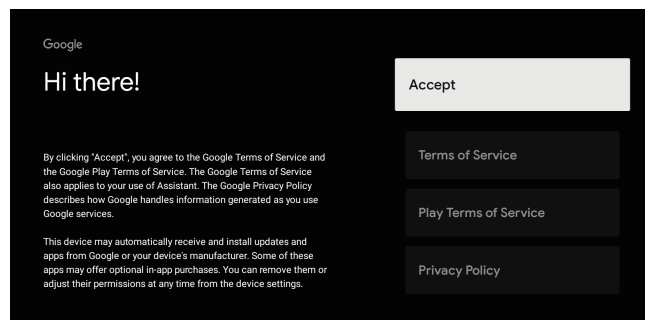 Google
Hi there!
By clicking "Accept", you agree to the Google Terms of Service and
the Google Play Terms of Service. The Google Terms of Service
also applies to your use of Assistant. The Google Privacy Policy
describes how Google handles information generated as you use
Google services.
This device may automatically receive and install updates and
apps from Google or your device's manufacturer. Some of these
apps may offer optional in-app purchases. You can remove them or
adjust their permissions at any time from the device settings.
Accept
Terms of Service
Play Terms of Service
Privacy Policy